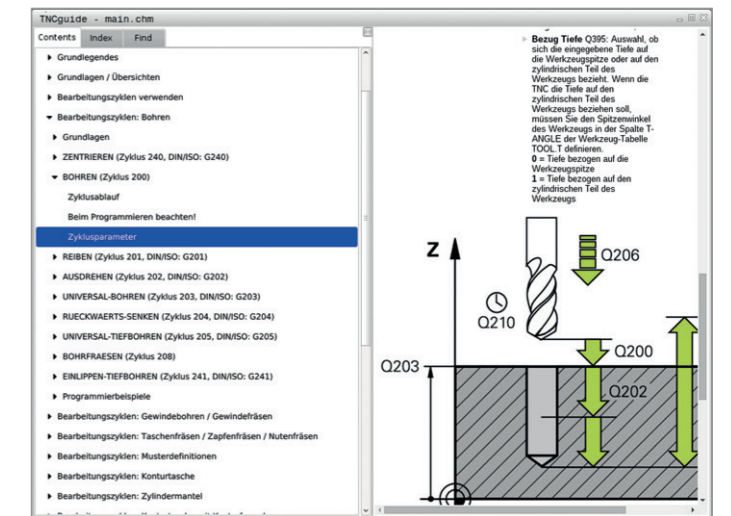 TNCguide - main.chm
Contents
Index
Find
Grundlegendes
Grundlagen / Übersichten
Bearbeitungszyklen verwenden
Bearbeitungszyklen: Bohren
Grundlagen
ZENTRIEREN (Zyklus 240, DIN/ISO: G240)
BOHREN (Zyklus 200)
Zyklusablauf
Beim Programmieren beachten!
Zyklusparameter
REIBEN (Zyklus 201, DIN/ISO: G201)
AUSDREHEN (Zyklus 202, DIN/ISO: G202)
UNIVERSAL-BOHREN (Zyklus 203, DIN/ISO: G203)
RUECKWAERTS-SENKEN (Zyklus 204, DIN/ISO: G204)
UNIVERSAL-TIEFBOHREN (Zyklus 205, DIN/ISO: G205)
BOHRFRAESEN (Zyklus 208)
EINLIPPEN-TIEFBOHREN (Zyklus 241, DIN/ISO: G241)
Programmierbeispiele
Bearbeitungszyklen: Gewindebohren / Gewindefräsen
Bearbeitungszyklen: Taschenfräsen / Zapfenfräsen / Nutenfräsen
Bearbeitungszyklen: Musterdefinitionen
Bearbeitungszyklen: Konturtasche
Bearbeitungszyklen: Zylindermantel
Bezug Tiefe Q395: Auswahl, ob
sich die eingegebene Tiefe auf
die Werkzeugspitze oder auf den
zylindrischen Teil des
Werkzeugs bezieht. Wenn die
TNC die Tiefe auf den
zylindrischen Teil des
Werkzeugs beziehen soll,
müssen Sie den Spitzenwinkel
des Werkzeugs in der Spalte T-
ANGLE der Werkzeug-Tabelle
TOOL.T definieren.
0 = Tiefe bezogen auf die
Werkzeugspitze
1 = Tiefe bezogen auf den
zylindrischen Teil des
Werkzeugs
Z
Q206
Q210
Q200
Q203
Q202